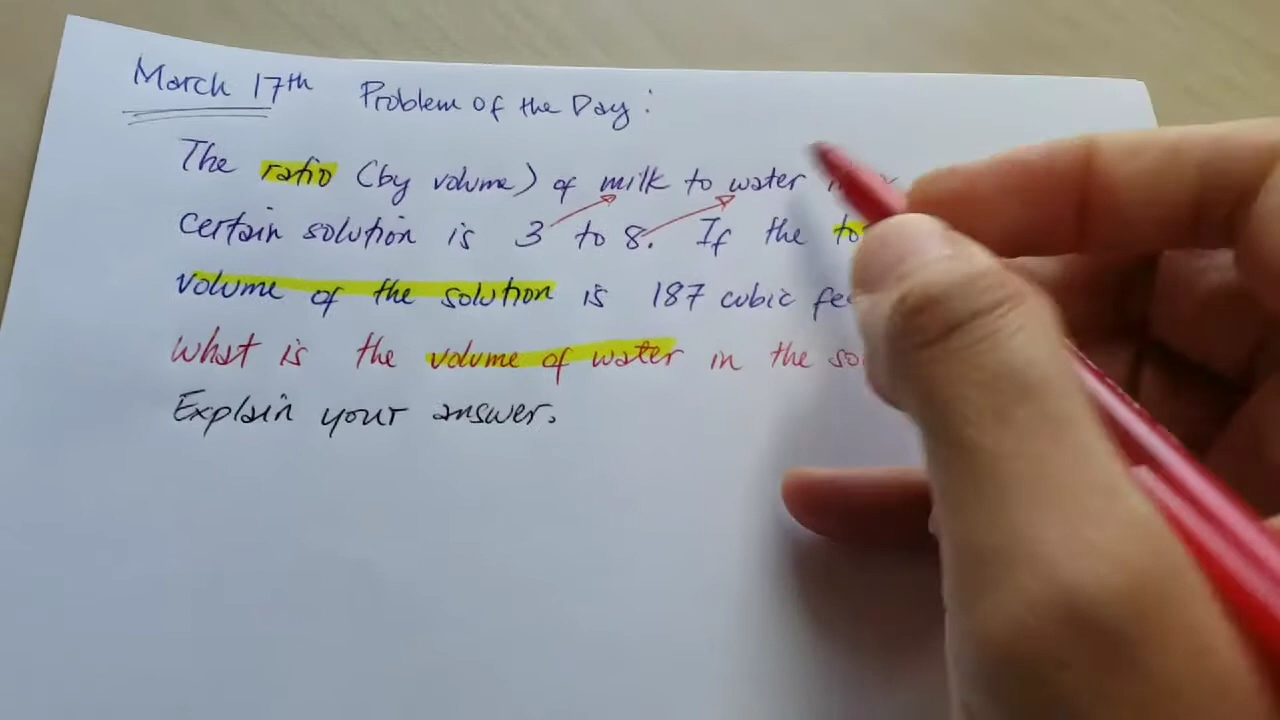 March 17th Problem of the Day:
The ratio (by volume) of milk to water
certain solution is 3 to 8. If the
volume of the solution is 187 cubic
What is the volume of water in the
Explain your answer.